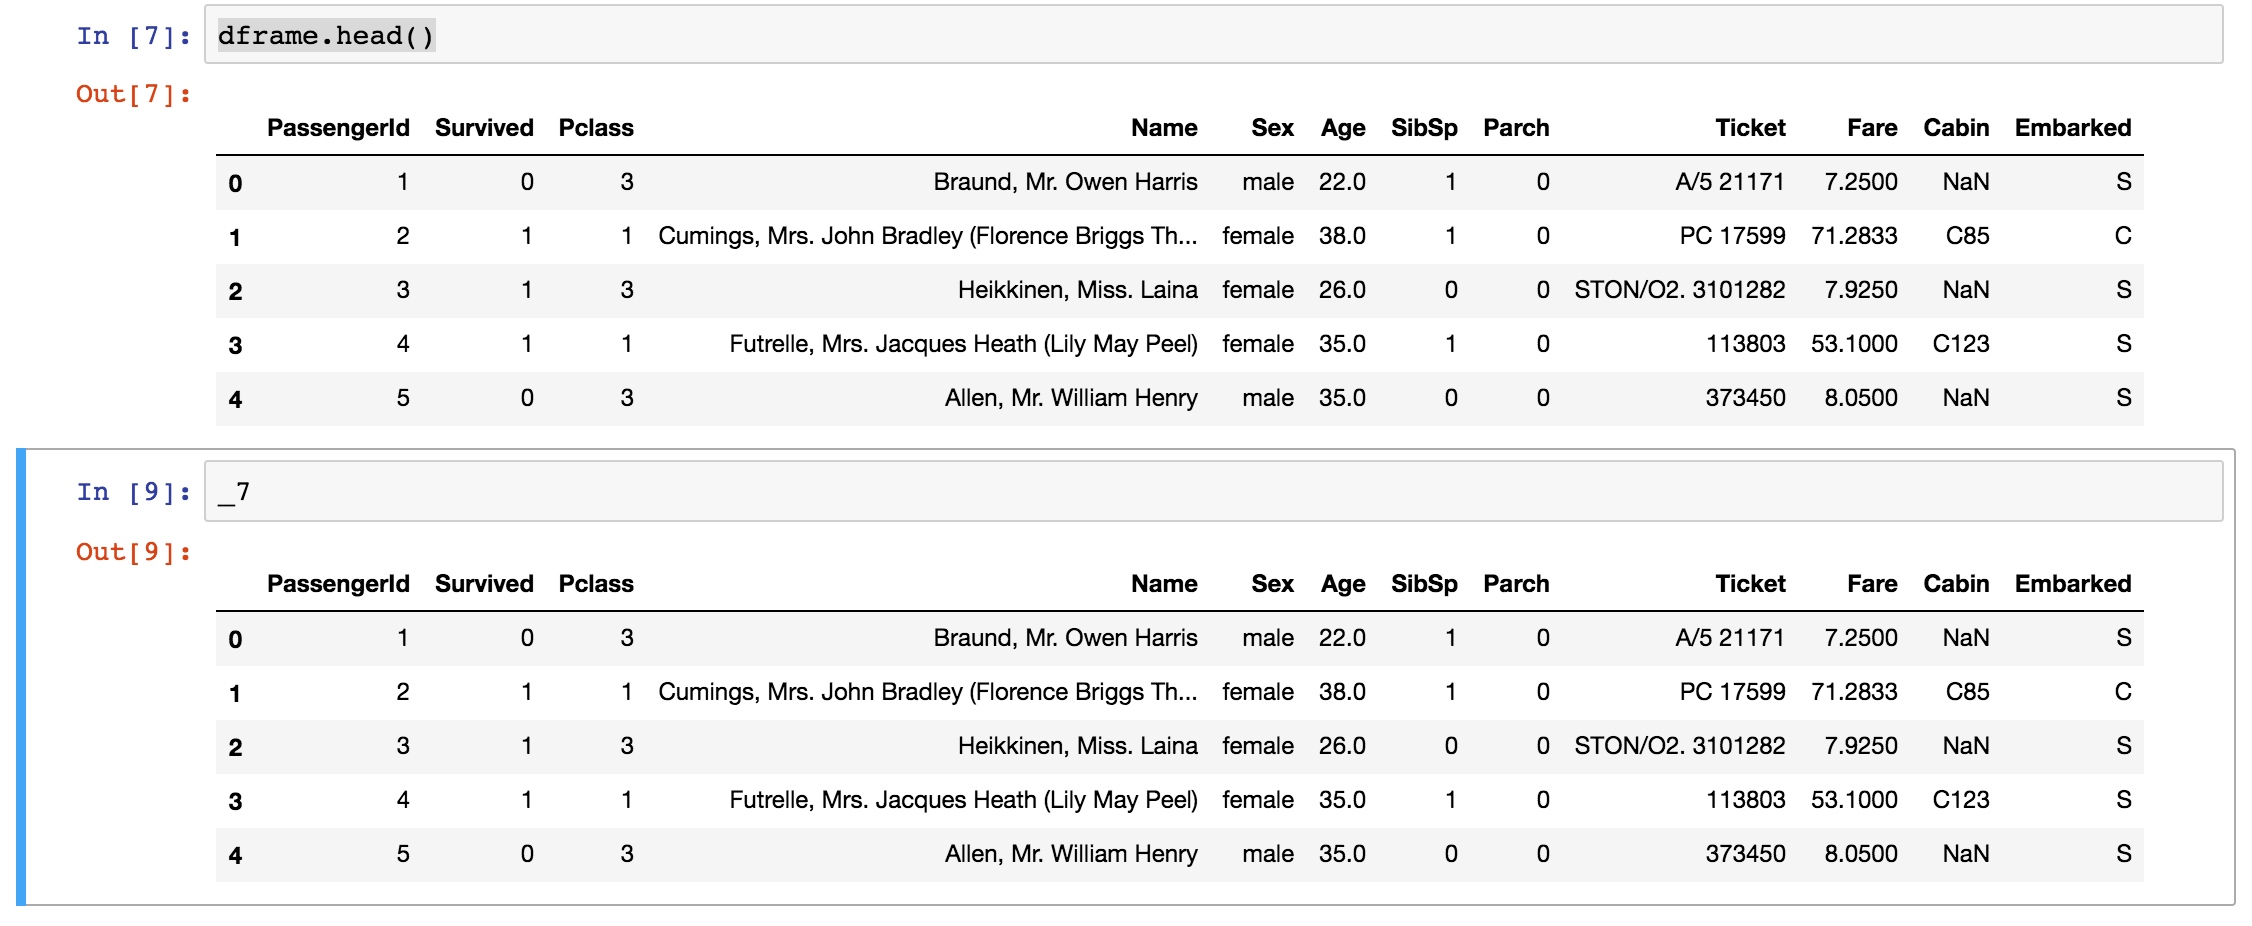 In [7]: dframe.head()
Out[7]:
PassengerId Survived Pclass Name Sex Age SibSp Parch Ticket Fare Cabin Embarked
0 1 0 3 Braund, Mr. Owen Harris male 22.0 1 0 A/5 21171 7.2500 NaN S
1 2 1 1 Cumings, Mrs. John Bradley (Florence Briggs Th... female 38.0 1 0 PC 17599 71.2833 C85 C
2 3 1 3 Heikkinen, Miss. Laina female 26.0 0 0 STON/O2. 3101282 7.9250 NaN S
3 4 1 1 Futrelle, Mrs. Jacques Heath (Lily May Peel) female 35.0 1 0 113803 53.1000 C123 S
4 5 0 3 Allen, Mr. William Henry male 35.0 0 0 373450 8.0500 NaN S
In [9]: _7
Out[9]:
PassengerId Survived Pclass Name Sex Age SibSp Parch Ticket Fare Cabin Embarked
0 1 0 3 Braund, Mr. Owen Harris male 22.0 1 0 A/5 21171 7.2500 NaN S
1 2 1 1 Cumings, Mrs. John Bradley (Florence Briggs Th... female 38.0 1 0 PC 17599 71.2833 C85 C
2 3 1 3 Heikkinen, Miss. Laina female 26.0 0 0 STON/O2. 3101282 7.9250 NaN S
3 4 1 1 Futrelle, Mrs. Jacques Heath (Lily May Peel) female 35.0 1 0 113803 53.1000 C123 S
4 5 0 3 Allen, Mr. William Henry male 35.0 0 0 373450 8.0500 NaN S